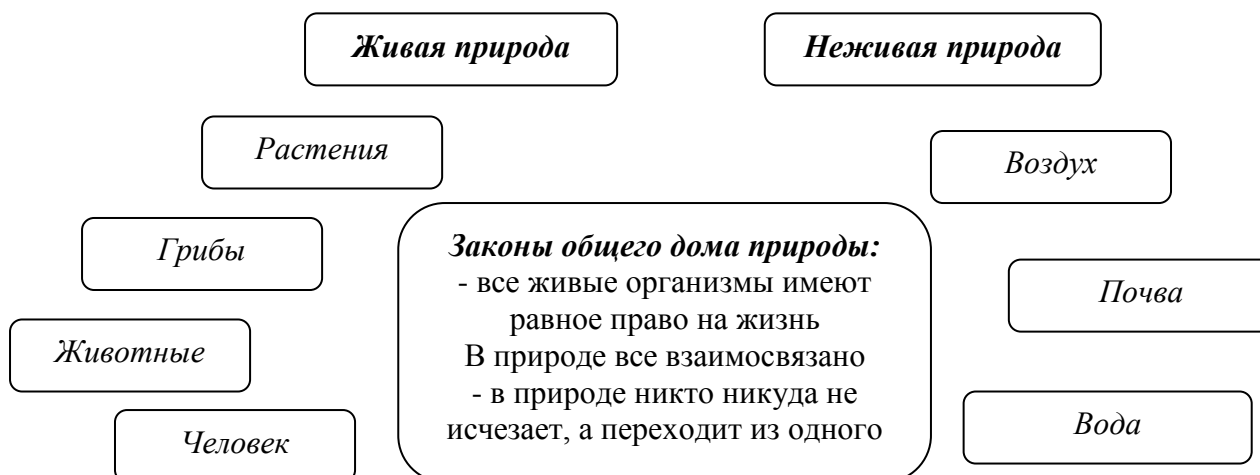 Живая природа
Неживая природа
Растения
Воздух
Грибы
Законы общего дома природы:
- все живые организмы имеют
равное право на жизнь
В природе все взаимосвязано
- в природе никто никуда не
исчезает, а переходит из одного
Почва
Животные
Человек
Вода